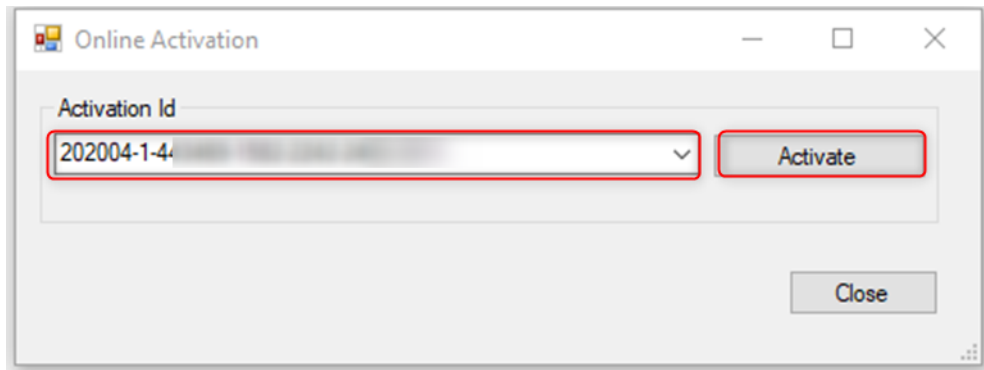 Online Activation
Activation Id
202004-1-44
Activate
Close